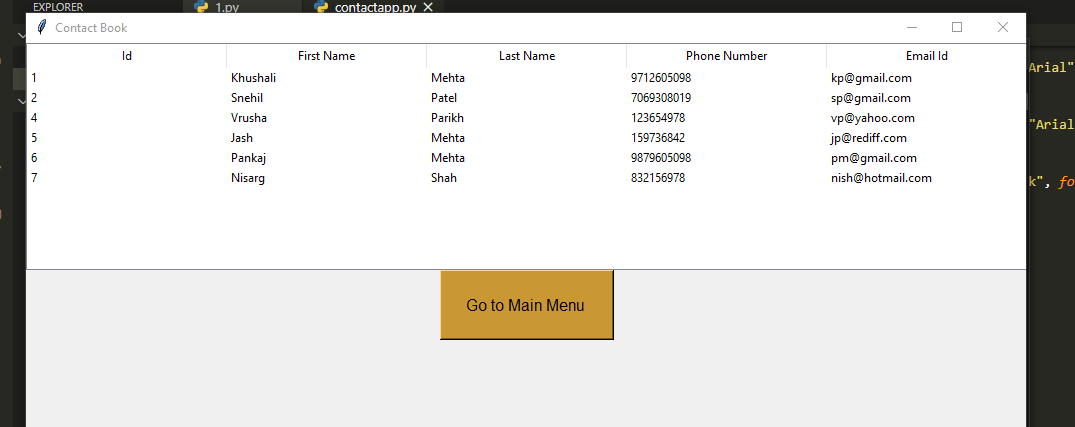 EXPLORER 1.py contactapp.py
Contact Book
Id First Name Last Name Phone Number Email Id
Arial"
1 Khushali Mehta 9712605098 kp@gmail.com
2 Snehil Patel 7069308019 sp@gmail.com
4 Vrusha Parikh 123654978 vp@yahoo.com
"Arial
5 Jash Mehta 159736842 jp@rediff.com
6 Pankaj Mehta 9879605098 pm@gmail.com
7 Nisarg Shah 832156978 nish@hotmail.com
k", fo
Go to Main Menu